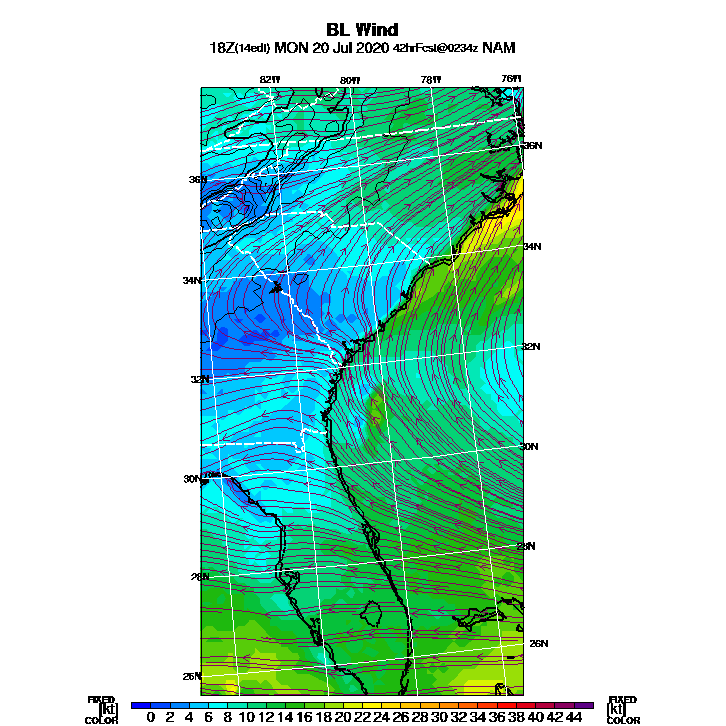 BL Wind
18Z(14edt) MON 20 Jul 2020 42hrFcst@0234z NAM
82W 80W 78W 76W
36N
36N
34N
34N
32N
32N
30N
30N
28N
28N
26N
26N
FIXED FIXED
[kt] 0 2 4 6 8 10 12 14 16 18 20 22 24 26 28 30 32 34 36 38 40 42 44 [kt]
COLOR COLOR